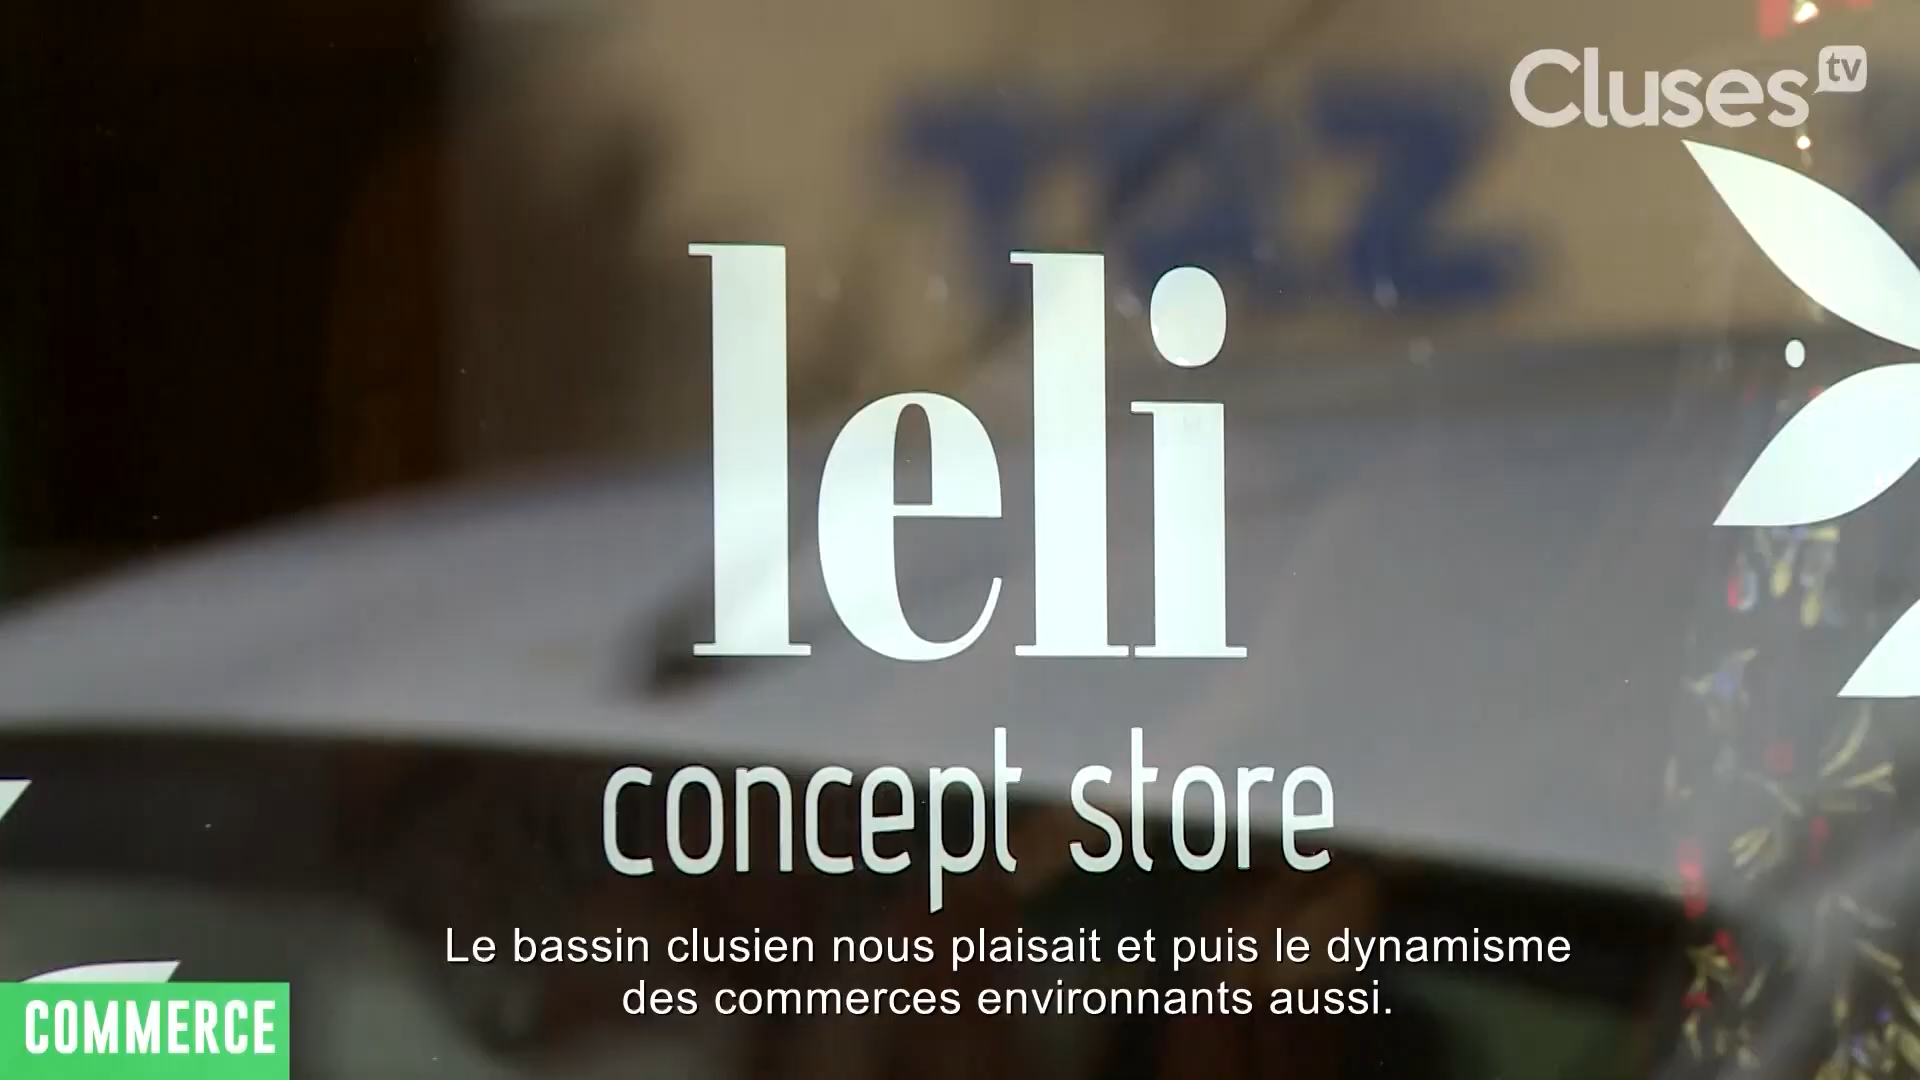 Cluses tv
leli
concept store
Le bassin clusien nous plaisait et puis le dynamisme
des commerces environnants aussi.
COMMERCE